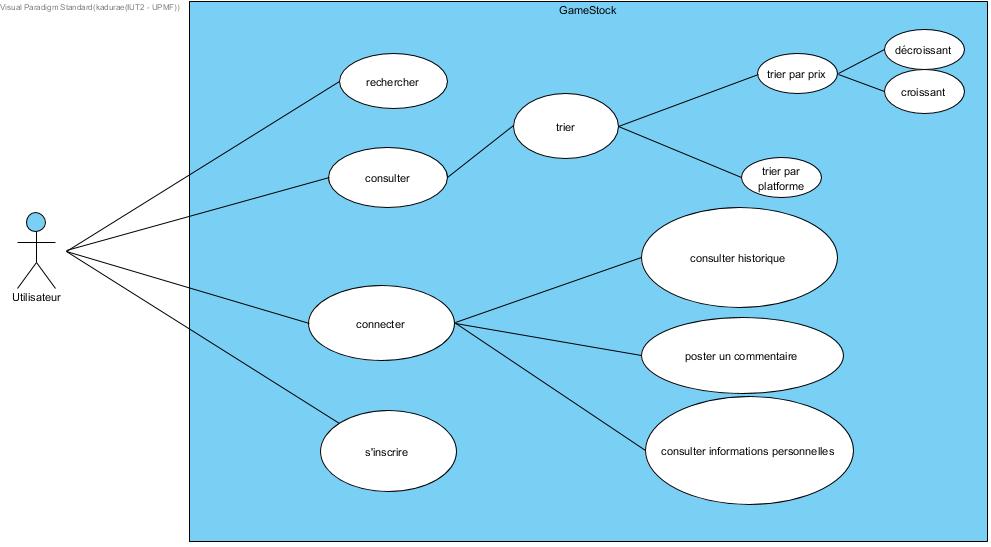 Visual Paradigm Standard(kadurae(IUT2 - UPMF))
GameStock
décroissant
trier par prix
rechercher
croissant
trier
consulter
trier par
platforme
consulter historique
Utilisateur
connecter
poster un commentaire
s'inscrire
consulter informations personnelles